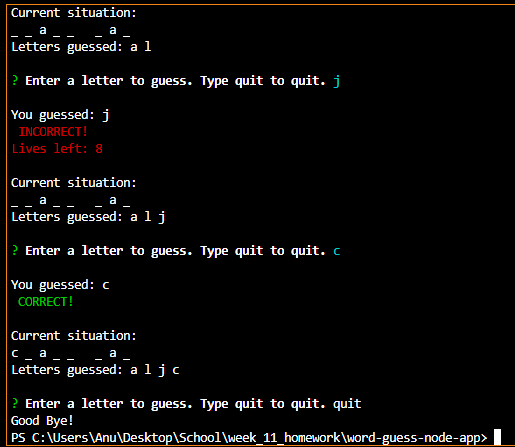 Current situation:
_ _ a _ _   _ a _
Letters guessed: a l
? Enter a letter to guess. Type quit to quit. j
You guessed: j
INCORRECT!
Lives left: 8
Current situation:
_ _ a _ _   _ a _
Letters guessed: a l j
? Enter a letter to guess. Type quit to quit. c
You guessed: c
CORRECT!
Current situation:
c _ a _ _   _ a _
Letters guessed: a l j c
? Enter a letter to guess. Type quit to quit. quit
Good Bye!
PS C:\Users\Anu\Desktop\School\week_11_homework\word-guess-node-app>